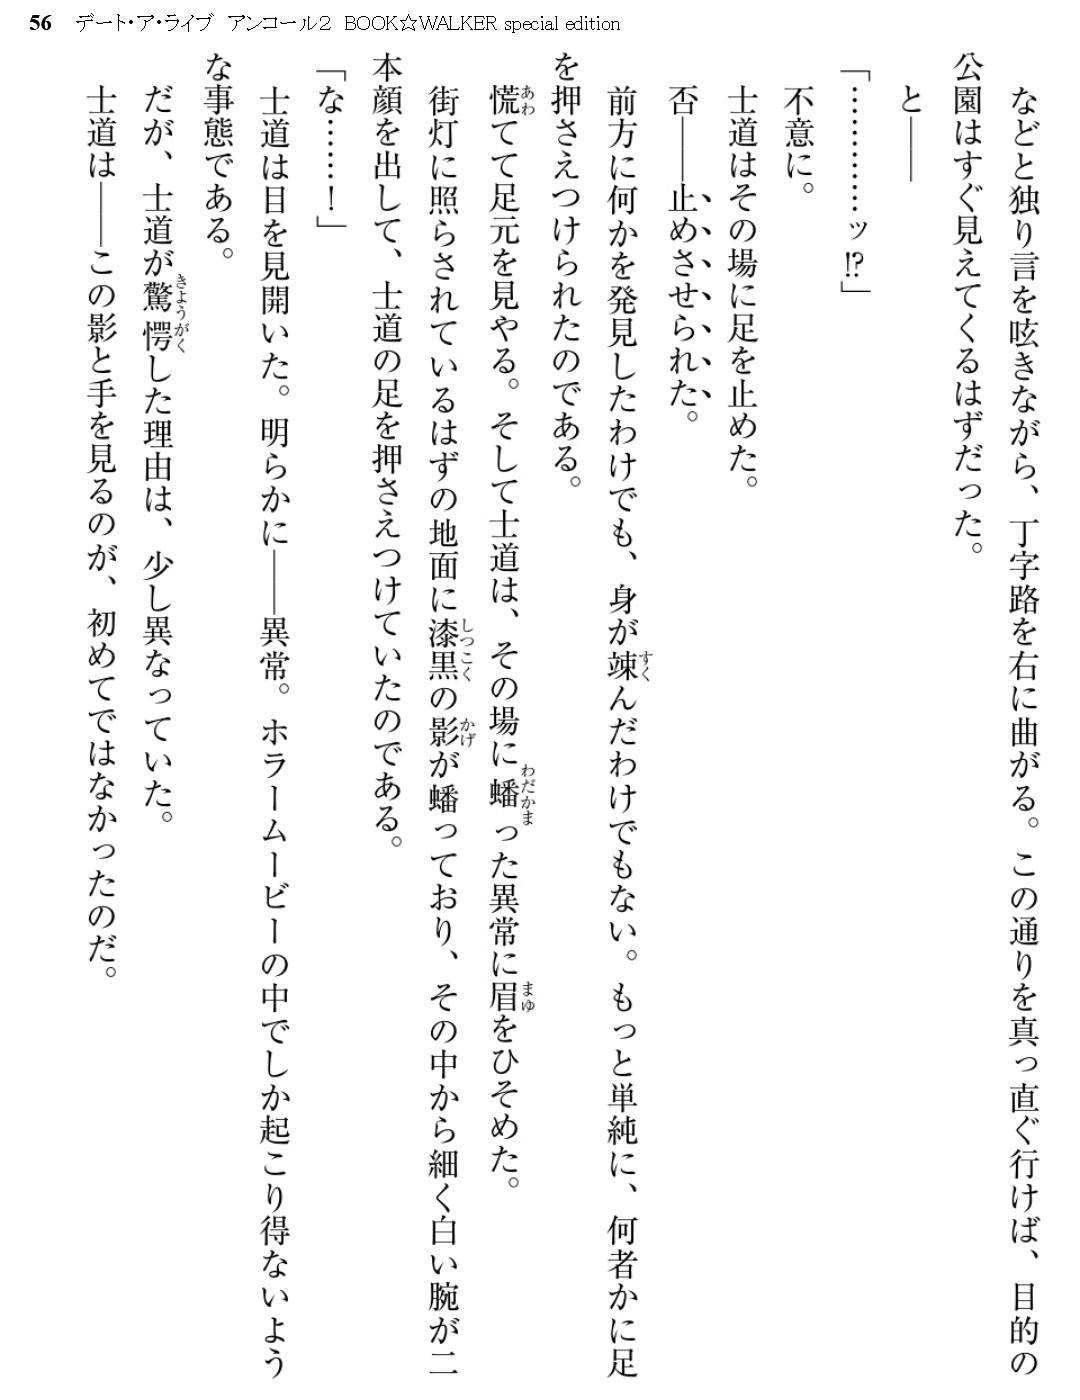 56 デート・ア・ライブ アンコール2 BOOK☆WALKER special edition
などと独り言を呟きながら、丁字路を右に曲がる。この通りを真っ直ぐ行けば、目的の
公園はすぐ見えてくるはずだった。
と――
「…………ッ!?」
不意に。
士道はその場に足を止めた。
否――止めさせられた。
前方に何かを発見したわけでも、身が竦んだわけでもない。もっと単純に、何者かに足
を押さえつけられたのである。
慌てて足元を見やる。そして士道は、その場に蟠った異常に眉をひそめた。
街灯に照らされているはずの地面に漆黒の影が蟠っており、その中から細く白い腕が二
本顔を出して、士道の足を押さえつけていたのである。
「な……！」
士道は目を見開いた。明らかに――異常。ホラームービーの中でしか起こり得ないよう
な事態である。
だが、士道が驚愕した理由は、少し異なっていた。
士道は――この影と手を見るのが、初めてではなかったのだ。